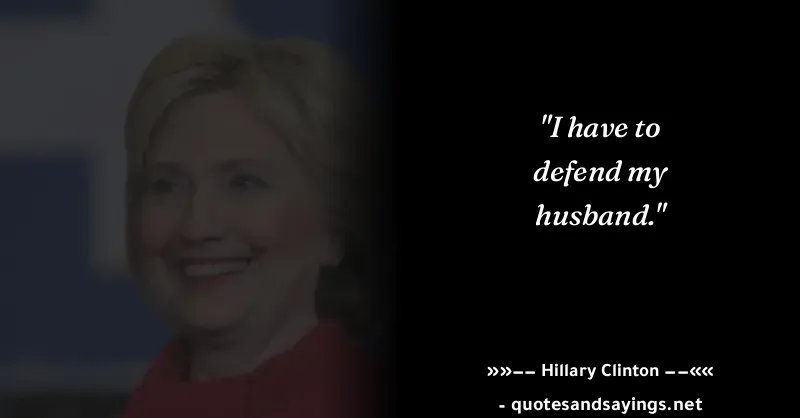 "I have to
defend my
husband."
»»–– Hillary Clinton ––««
- quotesandsayings.net